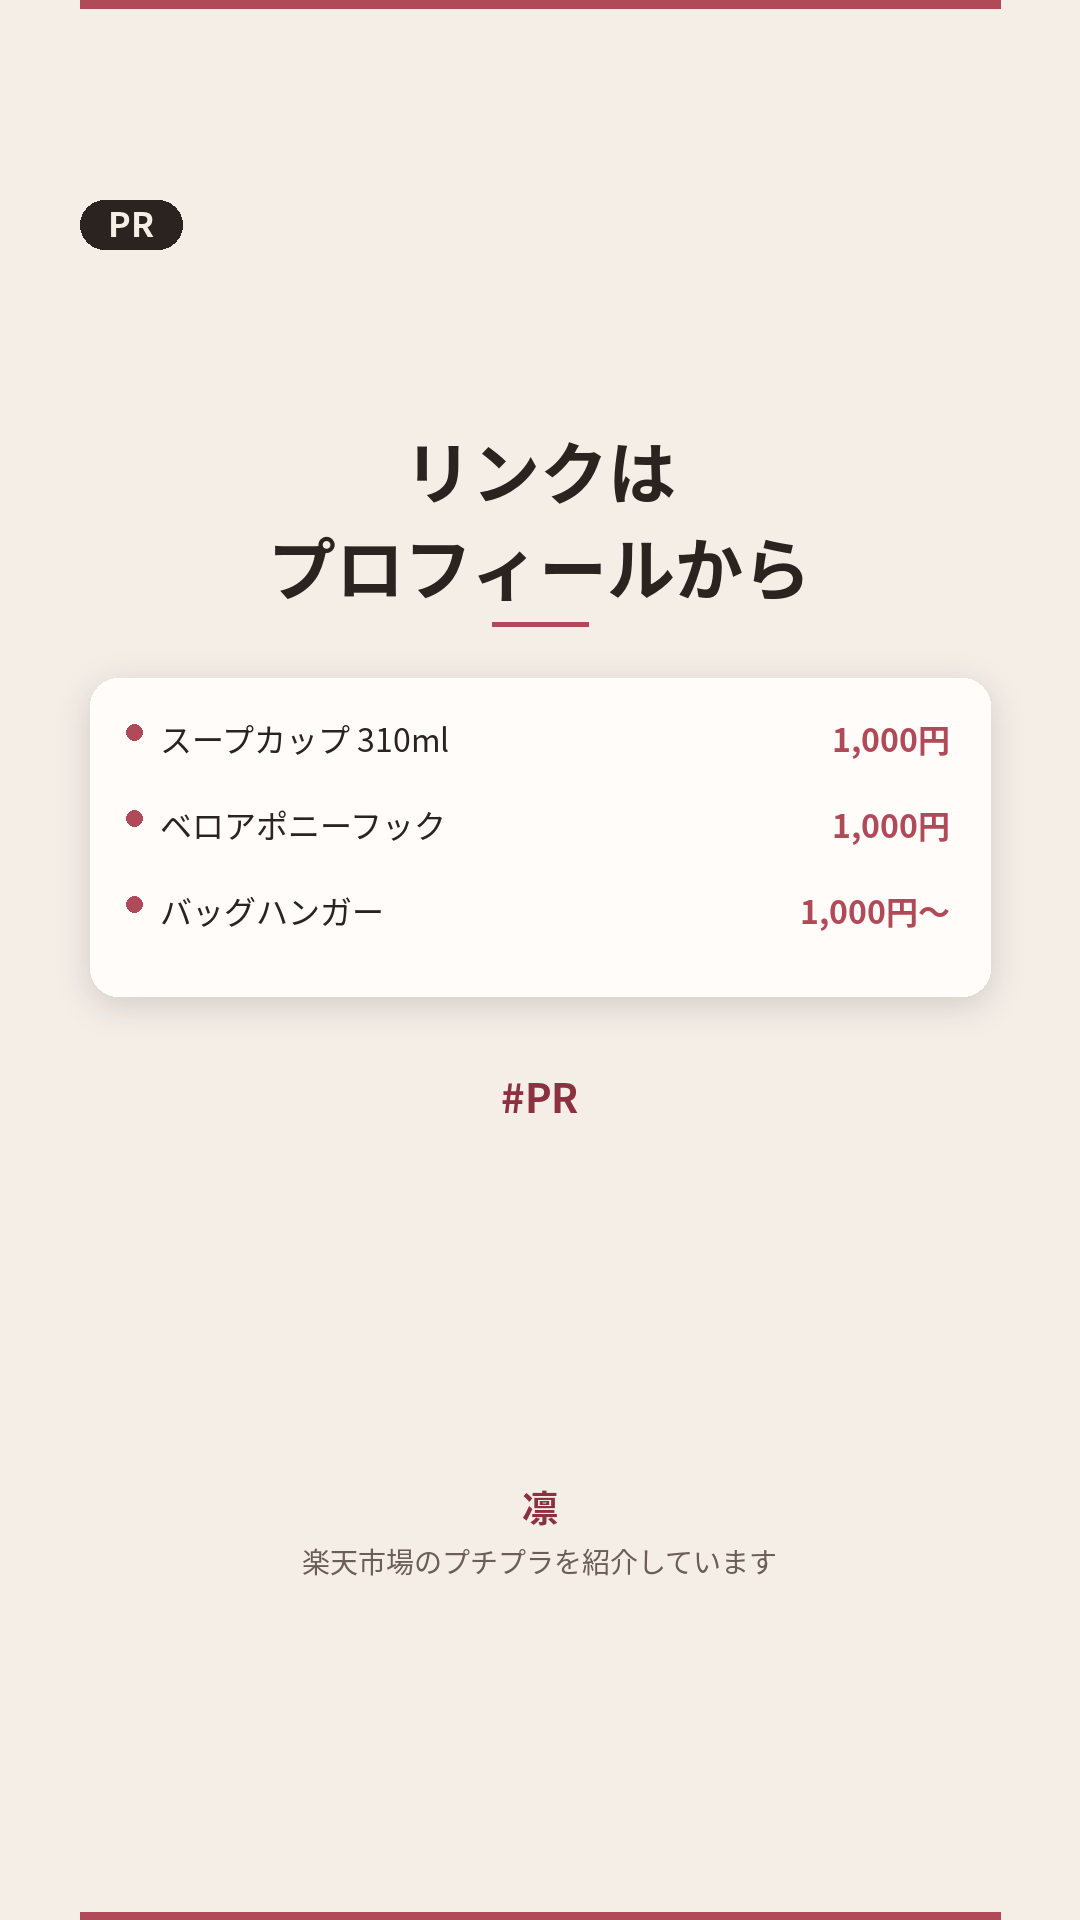 PR
リンクは
プロフィールから
スープカップ 310ml 1,000円
ベロアポニーフック 1,000円
バッグハンガー 1,000円〜
#PR
凛
楽天市場のプチプラを紹介しています